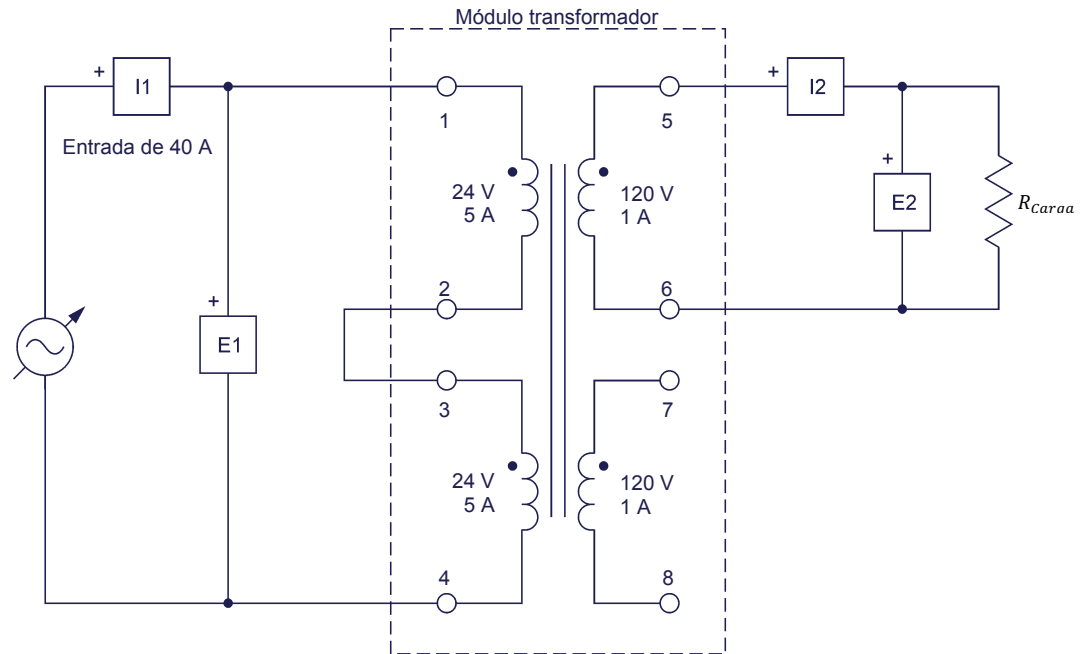 Módulo transformador
+
I1
Entrada de 40 A
+
E1
1
2
3
4
24 V
5 A
24 V
5 A
5
6
7
8
120 V
1 A
120 V
1 A
+
I2
+
E2
R_Caraa